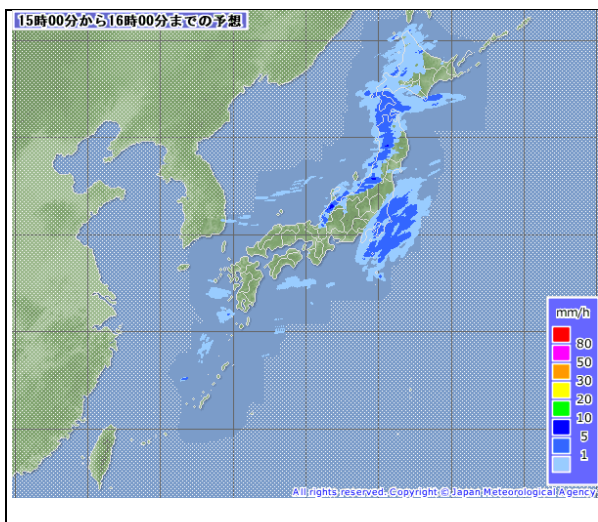 15時00分から16時00分までの予想
mm/h
80
50
30
20
10
5
1
All rights reserved. Copyright © Japan Meteorological Agency